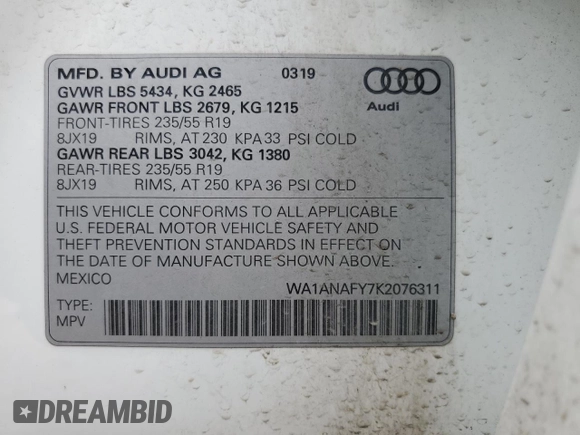 MFD. BY AUDI AG 0319
GVWR LBS 5434, KG 2465
GAWR FRONT LBS 2679, KG 1215
FRONT-TIRES 235/55 R19
8JX19 RIMS, AT 230 KPA 33 PSI COLD
GAWR REAR LBS 3042, KG 1380
REAR-TIRES 235/55 R19
8JX19 RIMS, AT 250 KPA 36 PSI COLD
Audi
THIS VEHICLE CONFORMS TO ALL APPLICABLE
U.S. FEDERAL MOTOR VEHICLE SAFETY AND
THEFT PREVENTION STANDARDS IN EFFECT ON
THE DATE OF MANUFACTURE SHOWN ABOVE.
MEXICO WA1ANAFY7K2076311
TYPE:
MPV
DREAMBID